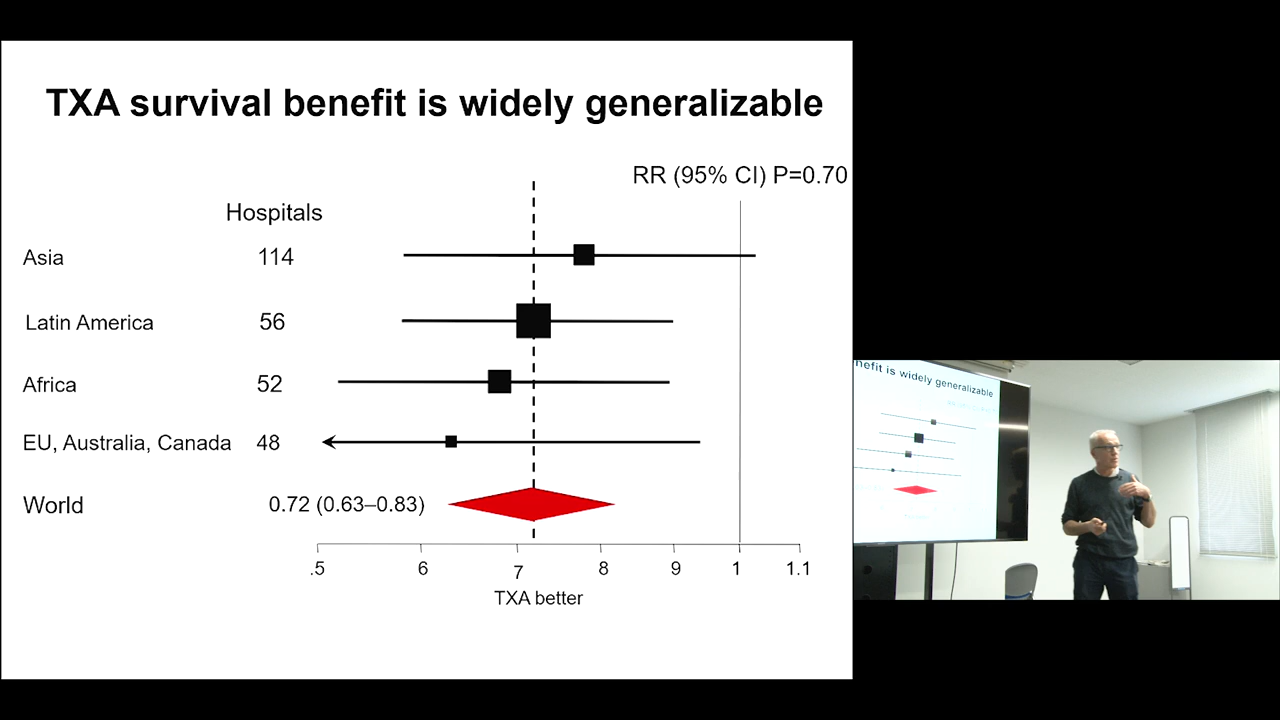 TXA survival benefit is widely generalizable
RR (95% CI) P=0.70
Hospitals
Asia 114
Latin America 56
Africa 52
EU, Australia, Canada 48
World 0.72 (0.63–0.83)
.5 6 7 8 9 1 1.1
TXA better
nefit is widely generalizable